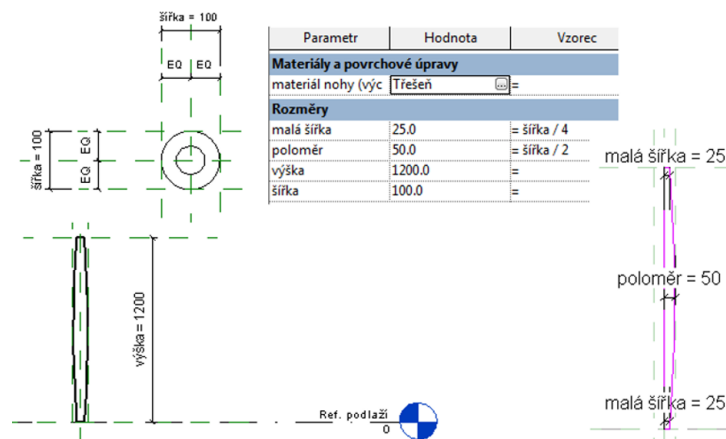 šířka = 100
EQ EQ
šířka = 100
EQ
EQ
Parametr Hodnota Vzorec
Materiály a povrchové úpravy
materiál nohy (výc Třešeň ... =
Rozměry
malá šířka 25.0 = šířka / 4
poloměr 50.0 = šířka / 2
výška 1200.0 =
šířka 100.0 =
malá šířka = 25
poloměr = 50
malá šířka = 25
výška = 1200
Ref. podlaží
0